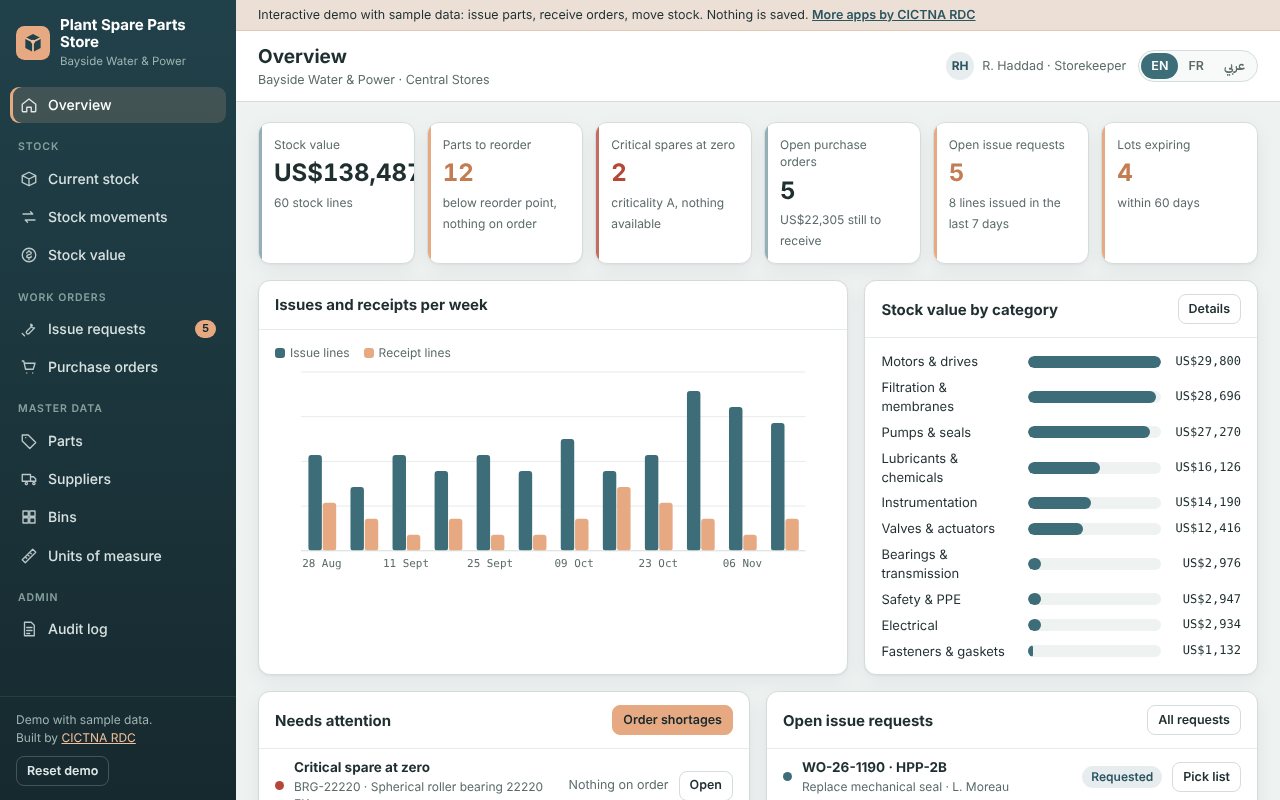 Plant Spare Parts
Store
Bayside Water & Power
Overview
STOCK
Current stock
Stock movements
Stock value
WORK ORDERS
Issue requests 5
Purchase orders
MASTER DATA
Parts
Suppliers
Bins
Units of measure
ADMIN
Audit log
Demo with sample data.
Built by CICTNA RDC
Reset demo
Interactive demo with sample data: issue parts, receive orders, move stock. Nothing is saved. More apps by CICTNA RDC
Overview
Bayside Water & Power · Central Stores
RH R. Haddad · Storekeeper EN FR عربي
Stock value
US$138,487
60 stock lines
Parts to reorder
12
below reorder point,
nothing on order
Critical spares at zero
2
criticality A, nothing
available
Open purchase
orders
5
US$22,305 still to
receive
Open issue requests
5
8 lines issued in the
last 7 days
Lots expiring
4
within 60 days
Issues and receipts per week
Issue lines Receipt lines
28 Aug 11 Sept 25 Sept 09 Oct 23 Oct 06 Nov
Stock value by category Details
Motors & drives US$29,800
Filtration &
membranes US$28,696
Pumps & seals US$27,270
Lubricants &
chemicals US$16,126
Instrumentation US$14,190
Valves & actuators US$12,416
Bearings &
transmission US$2,976
Safety & PPE US$2,947
Electrical US$2,934
Fasteners & gaskets US$1,132
Needs attention Order shortages
Critical spare at zero
BRG-22220 · Spherical roller bearing 22220
Nothing on order Open
Open issue requests All requests
WO-26-1190 · HPP-2B
Replace mechanical seal · L. Moreau
Requested Pick list